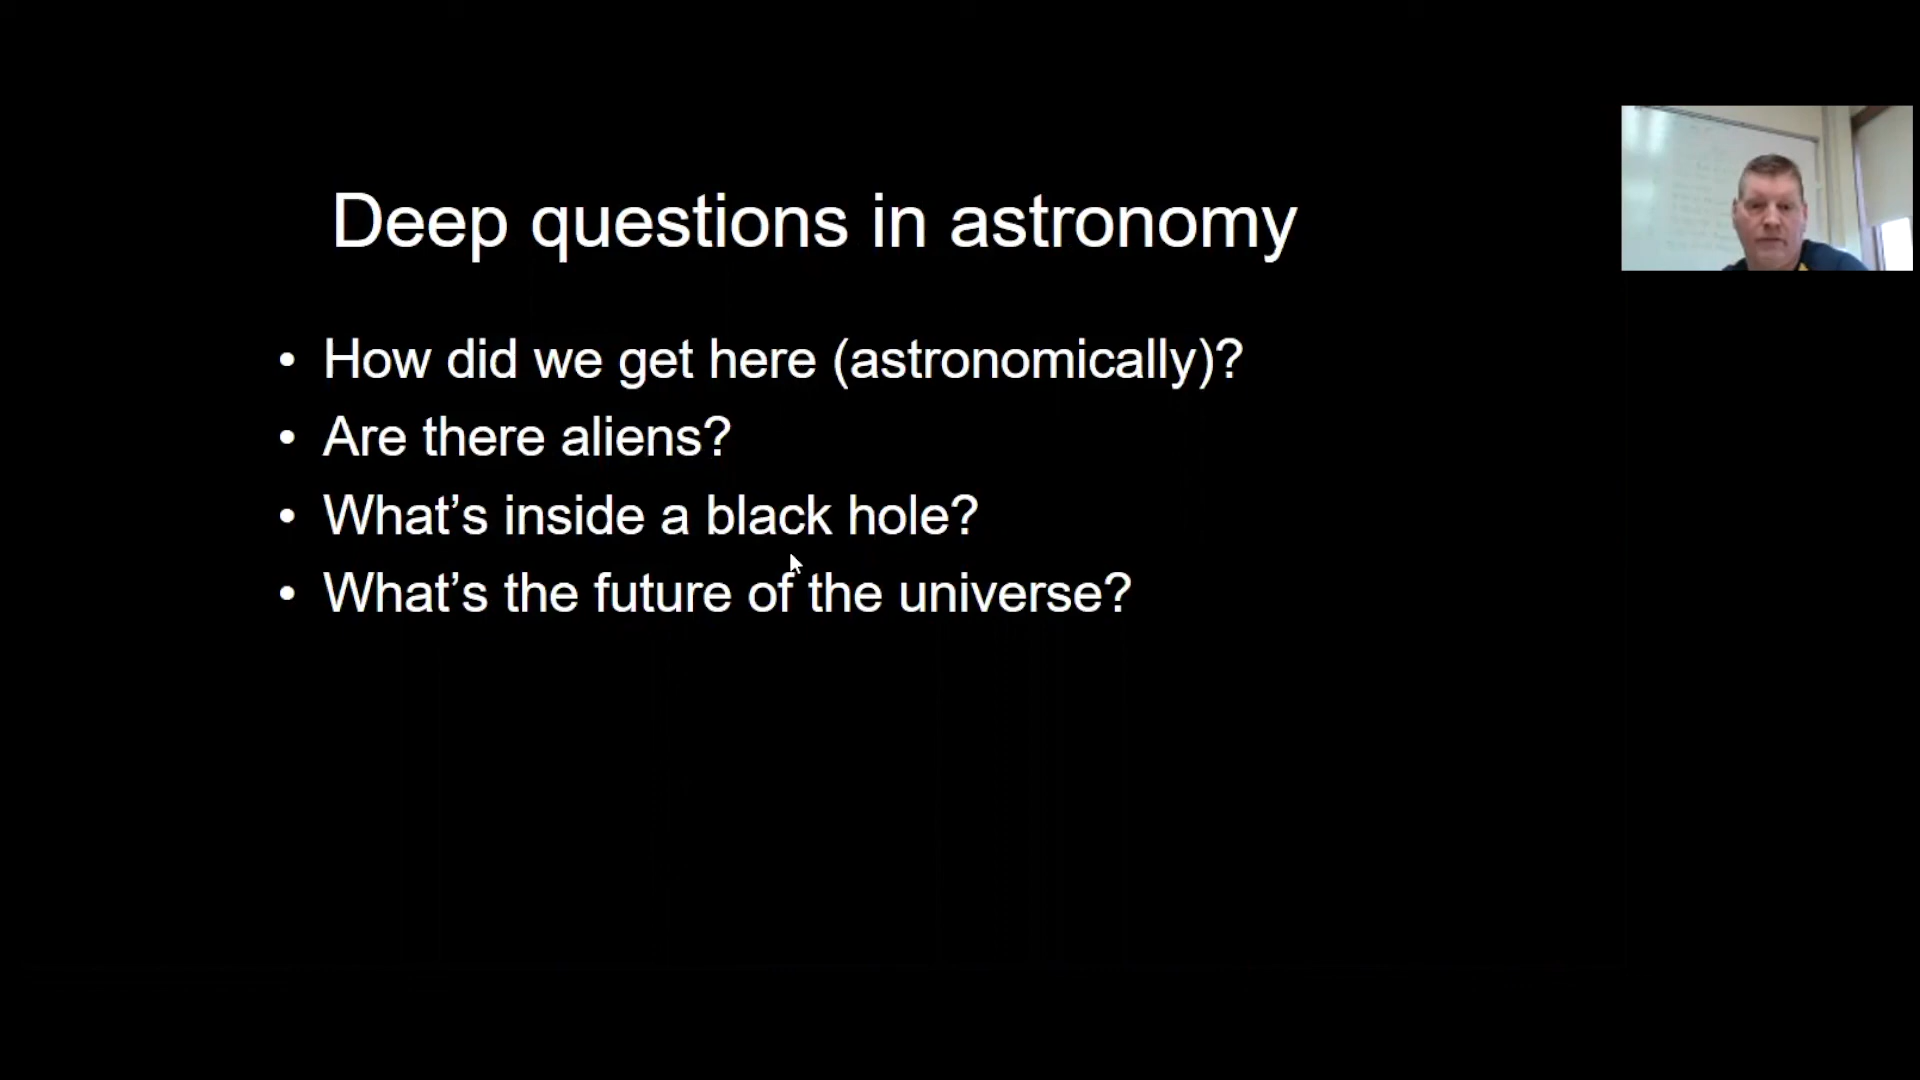 Deep questions in astronomy
• How did we get here (astronomically)?
• Are there aliens?
• What’s inside a black hole?
• What’s the future of the universe?